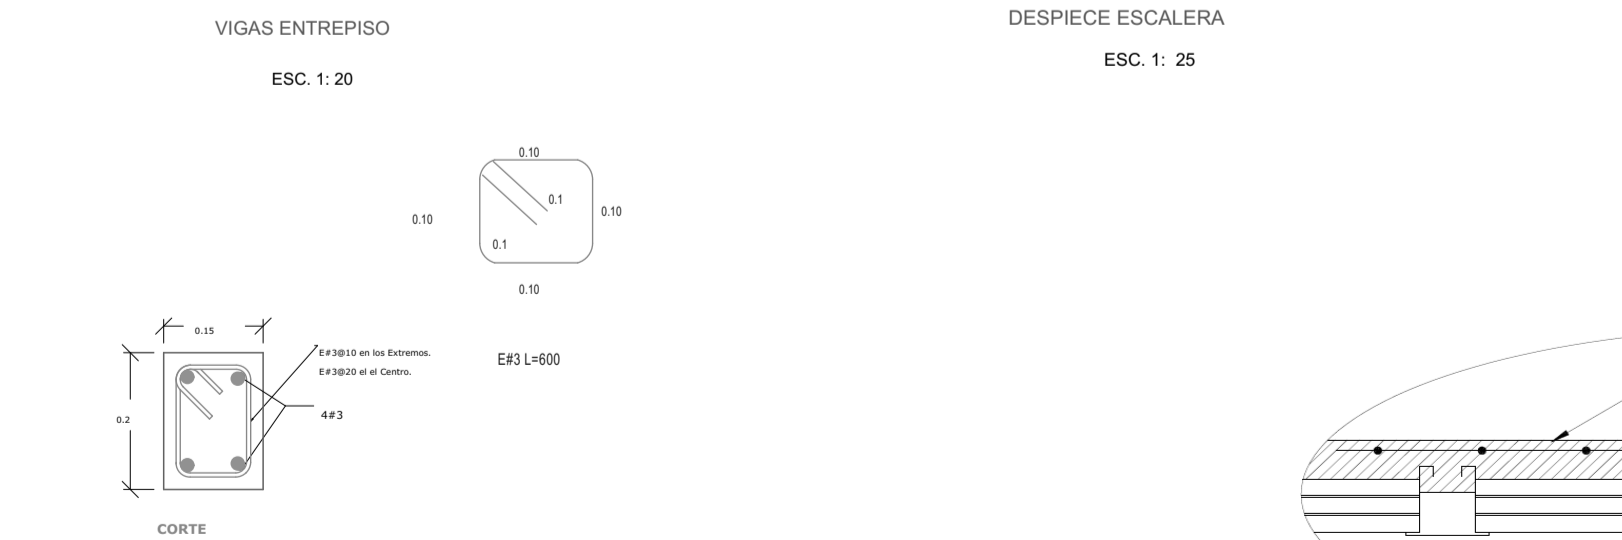 VIGAS ENTREPISO
ESC. 1: 20
DESPIECE ESCALERA
ESC. 1: 25
0.10
0.1
0.10
0.10
0.1
0.10
E#3 L=600
0.15
E#3@10 en los Extremos.
E#3@20 el el Centro.
4#3
0.2
CORTE